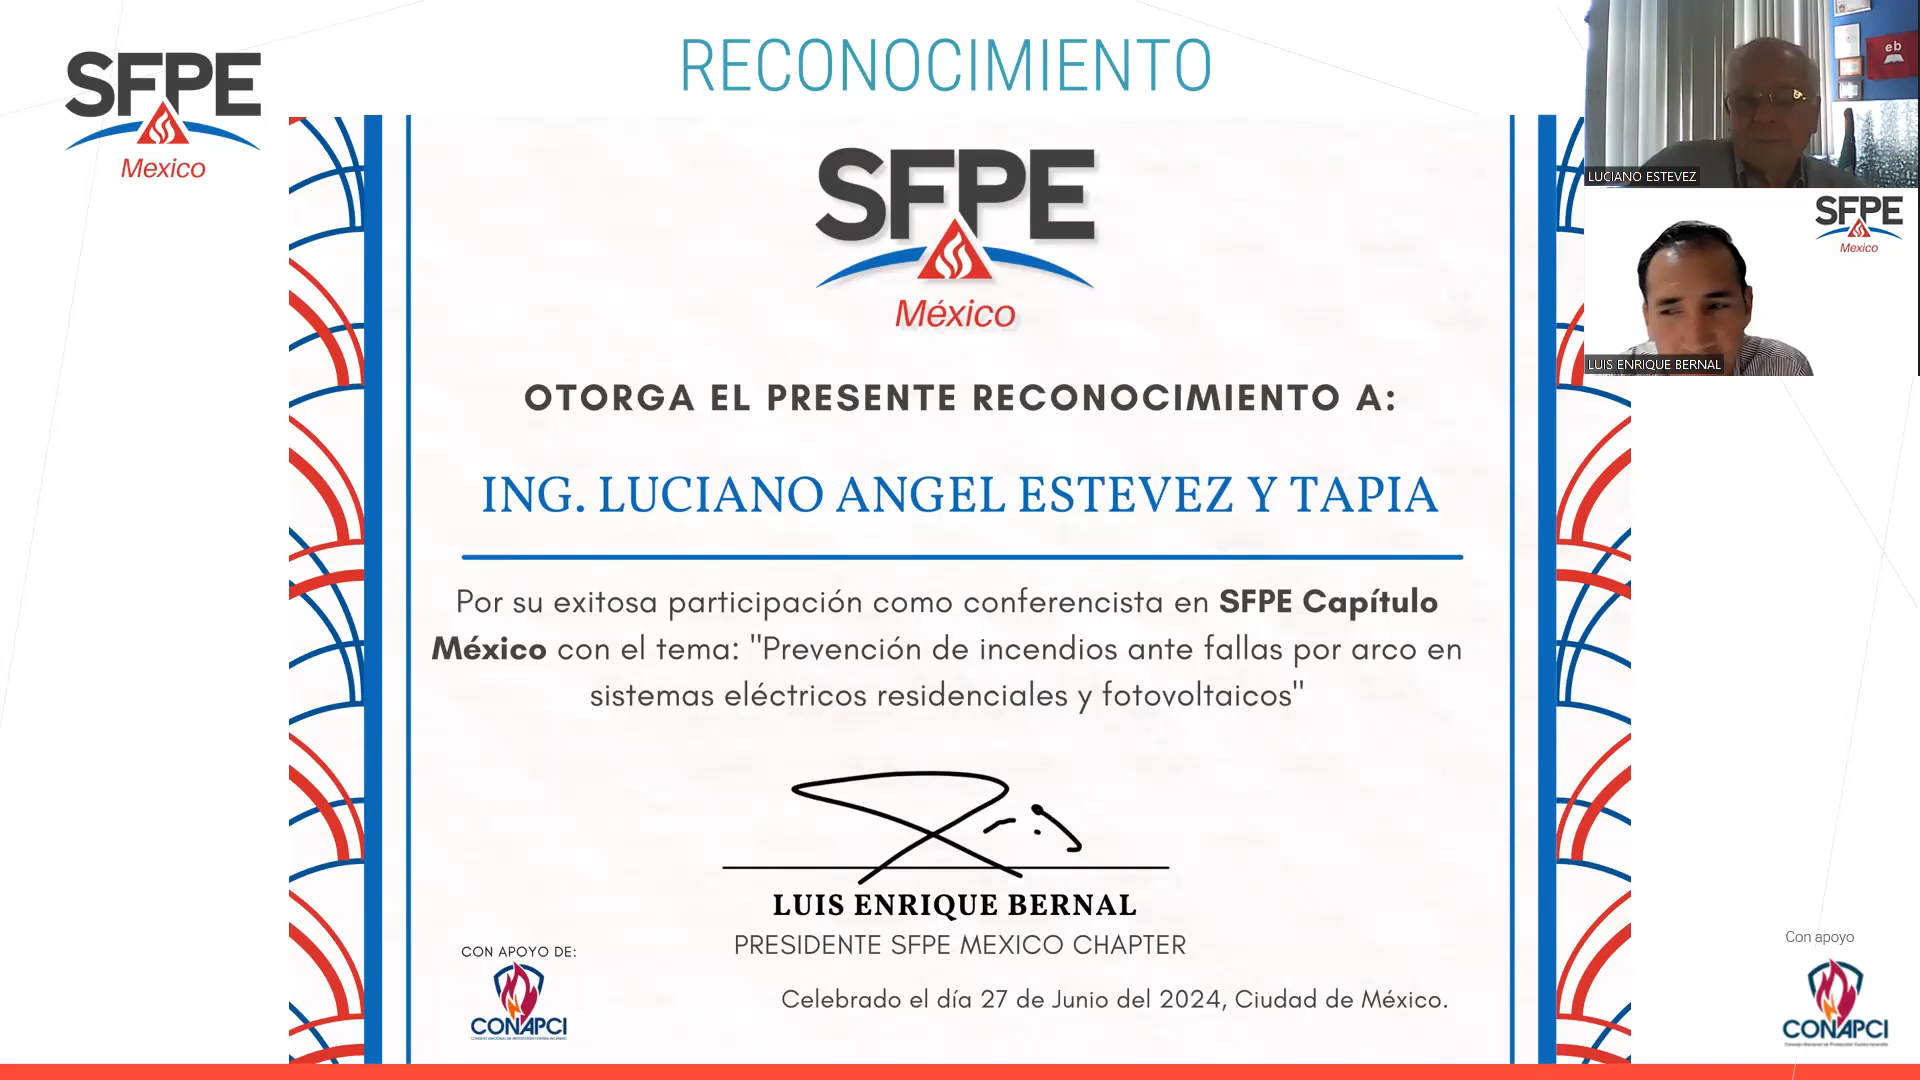 RECONOCIMIENTO
SFPE
Mexico
SFPE
México
OTORGA EL PRESENTE RECONOCIMIENTO A:
ING. LUCIANO ANGEL ESTEVEZ Y TAPIA
Por su exitosa participación como conferencista en SFPE Capítulo
México con el tema: "Prevención de incendios ante fallas por arco en
sistemas eléctricos residenciales y fotovoltaicos"
LUIS ENRIQUE BERNAL
PRESIDENTE SFPE MEXICO CHAPTER
CON APOYO DE:
CONAPCI
Celebrado el día 27 de Junio del 2024, Ciudad de México.
eb
LUCIANO ESTEVEZ
SFPE
Mexico
LUIS ENRIQUE BERNAL
Con apoyo
CONAPCI